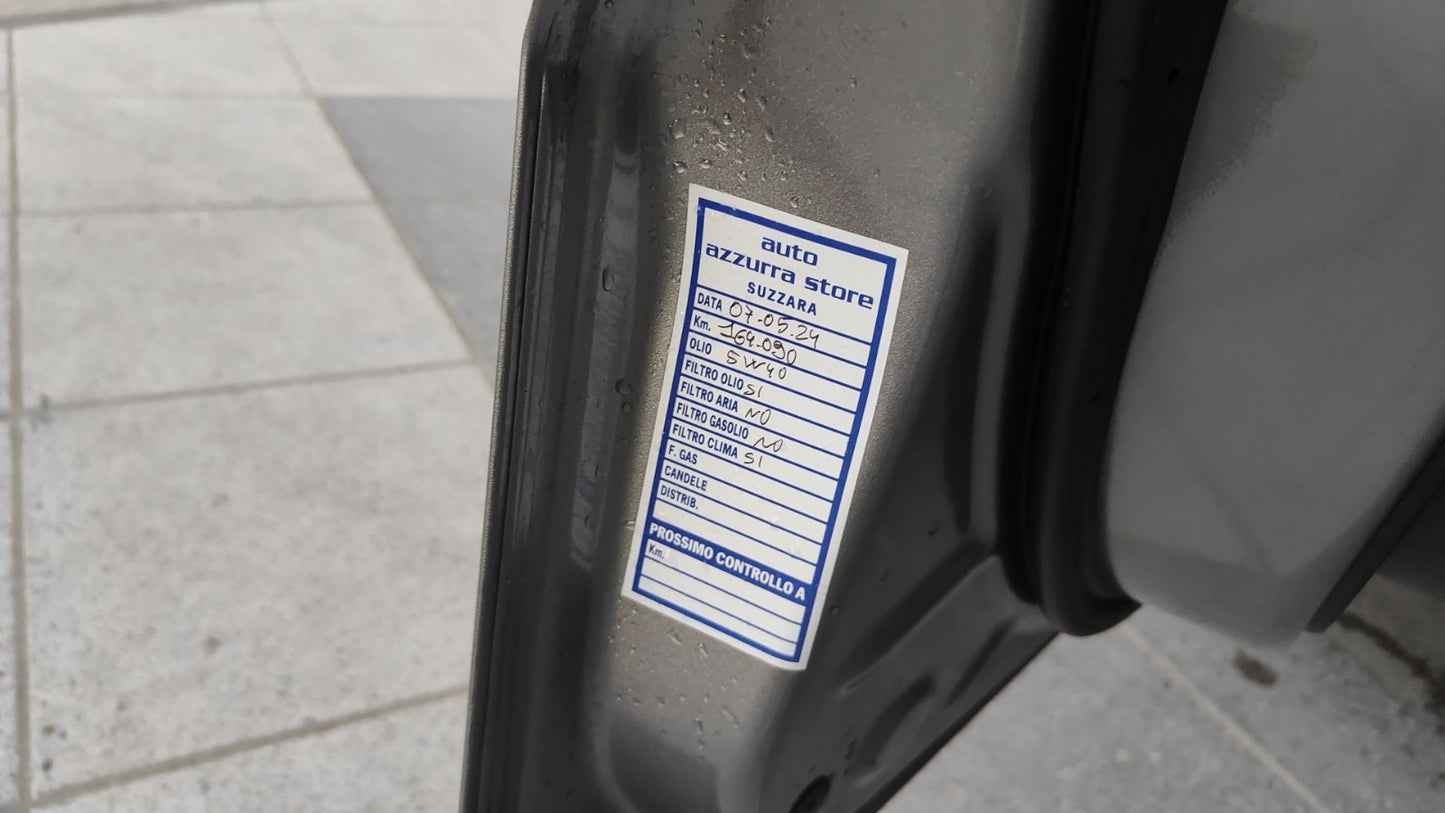 auto
azzurra store
SUZZARA
DATA 07-05-24
Km. 164.090
OLIO 5W40
FILTRO OLIO SI
FILTRO ARIA NO
FILTRO GASOLIO NO
FILTRO CLIMA SI
F. GAS
CANDELE
DISTRIB.
PROSSIMO CONTROLLO A
Km.